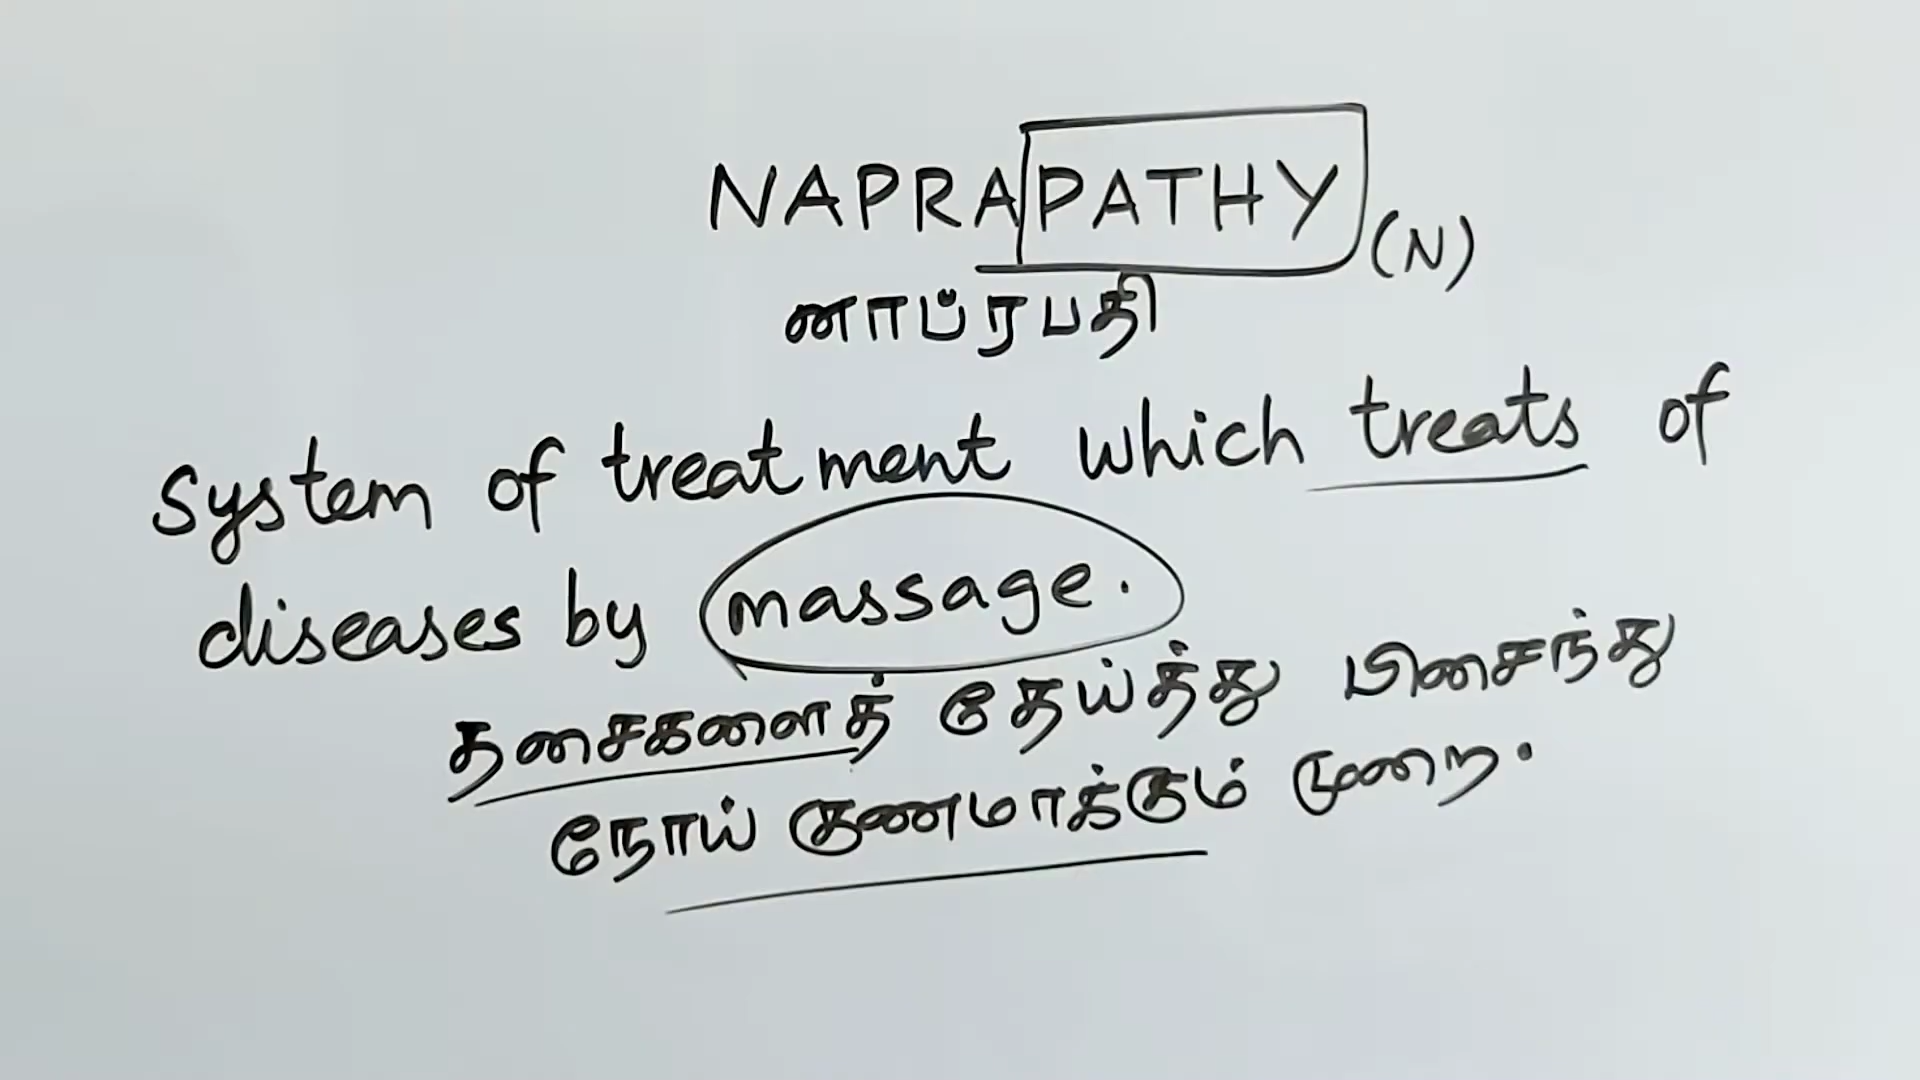 NAPRAPATHY (N)
னாப்ரபதி
System of treatment which treats of
diseases by massage.
தசைகளைத் தேய்த்து பிசைந்து
நோய் குணமாக்கும் முறை.